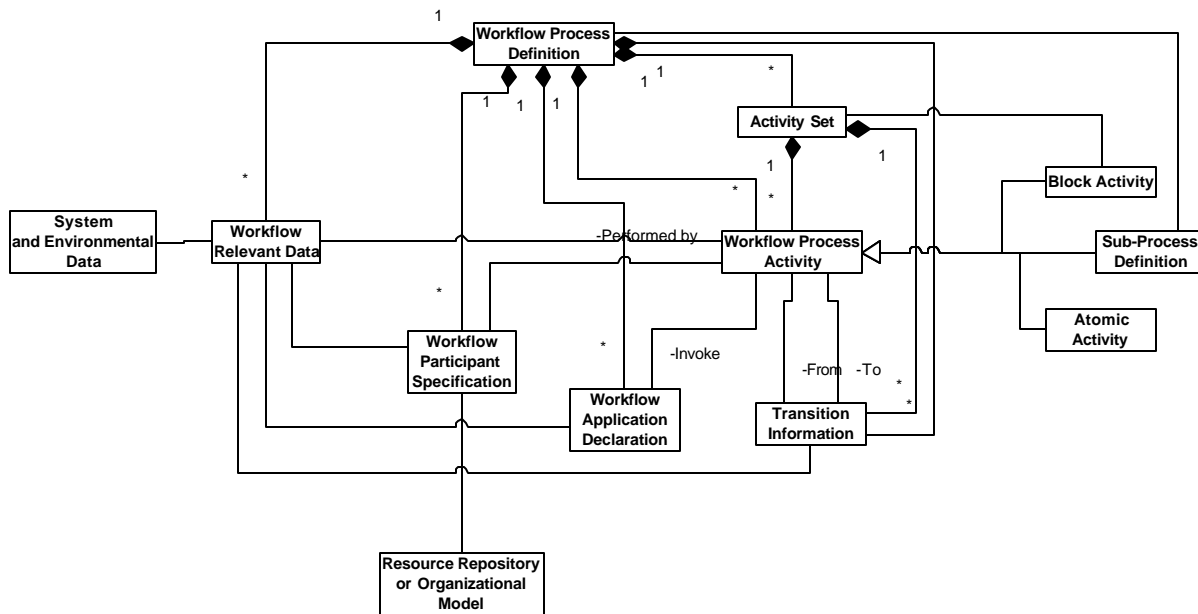 1
Workflow Process
Definition
1
1
*
1
1
1
Activity Set
1
1
*
*
*
Block Activity
System
and Environmental
Data
Workflow
Relevant Data
-Performed by
Workflow Process
Activity
Sub-Process
Definition
*
Workflow
Participant
Specification
*
-Invoke
Atomic
Activity
-From
-To
*
*
Workflow
Application
Declaration
Transition
Information
Resource Repository
or Organizational
Model